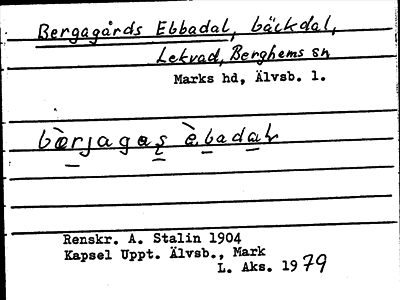 Bergagårds Ebbadal, bäckdal,
Lekvad, Berghems sn
Marks hd, Älvsb. l.
Renskr. A. Stalin 1904
Kapsel Uppt. Älvsb., Mark
L. Aks. 1979